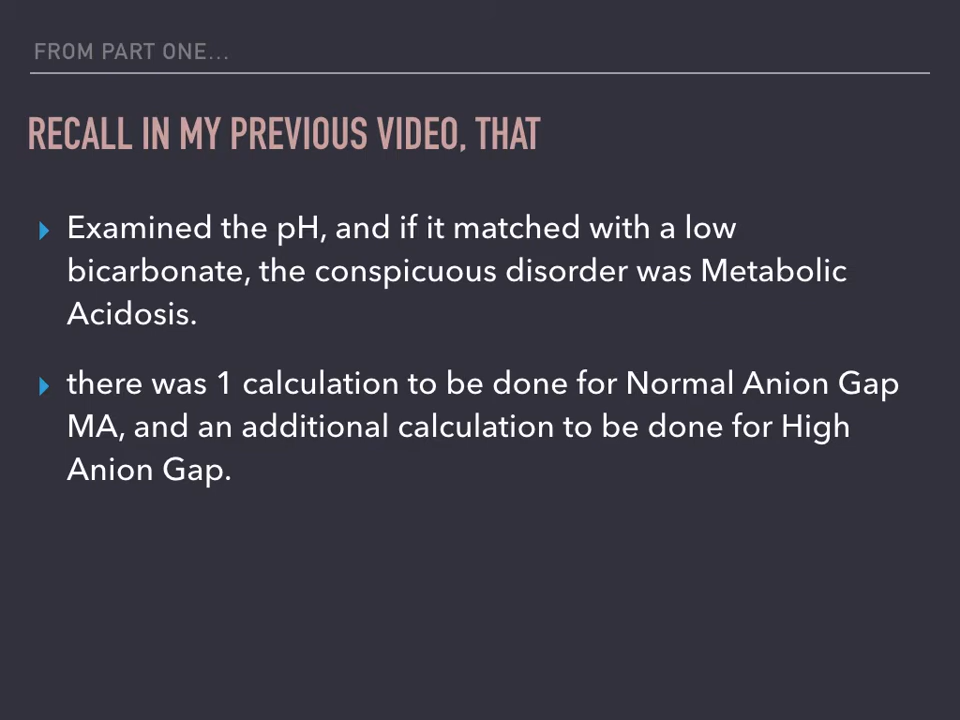 FROM PART ONE...
RECALL IN MY PREVIOUS VIDEO, THAT
Examined the pH, and if it matched with a low
bicarbonate, the conspicuous disorder was Metabolic
Acidosis.
there was 1 calculation to be done for Normal Anion Gap
MA, and an additional calculation to be done for High
Anion Gap.